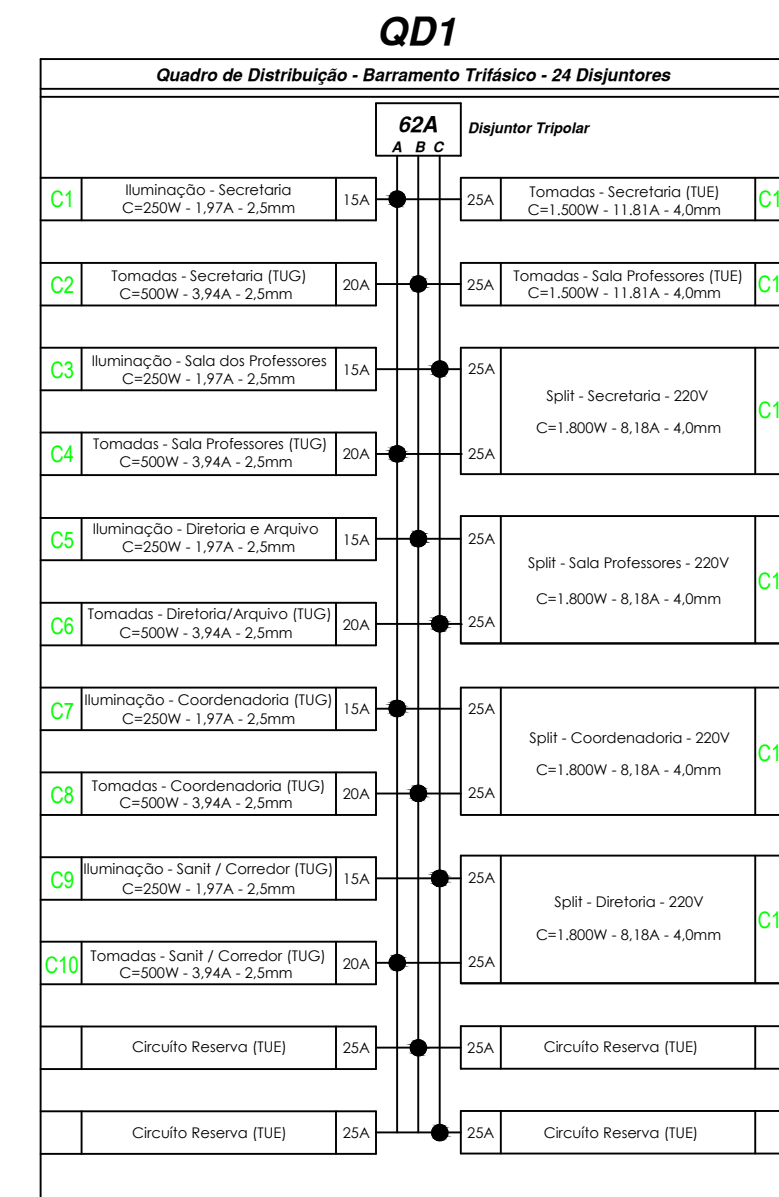 QD1
Quadro de Distribuição - Barramento Trifásico - 24 Disjuntores
62A
Disjuntor Tripolar
A B C
C1
Iluminação - Secretaria
C=250W - 1,97A - 2,5mm
15A
25A
Tomadas - Secretaria (TUE)
C=1.500W - 11.81A - 4,0mm
C1
C2
Tomadas - Secretaria (TUG)
C=500W - 3,94A - 2,5mm
20A
25A
Tomadas - Sala Professores (TUE)
C=1.500W - 11.81A - 4,0mm
C1
C3
Iluminação - Sala dos Professores
C=250W - 1,97A - 2,5mm
15A
25A
Split - Secretaria - 220V
C=1.800W - 8,18A - 4,0mm
C1
C4
Tomadas - Sala Professores (TUG)
C=500W - 3,94A - 2,5mm
20A
25A
C5
Iluminação - Diretoria e Arquivo
C=250W - 1,97A - 2,5mm
15A
25A
Split - Sala Professores - 220V
C=1.800W - 8,18A - 4,0mm
C1
C6
Tomadas - Diretoria/Arquivo (TUG)
C=500W - 3,94A - 2,5mm
20A
25A
C7
Iluminação - Coordenadoria (TUG)
C=250W - 1,97A - 2,5mm
15A
25A
Split - Coordenadoria - 220V
C=1.800W - 8,18A - 4,0mm
C1
C8
Tomadas - Coordenadoria (TUG)
C=500W - 3,94A - 2,5mm
20A
25A
C9
Iluminação - Sanit / Corredor (TUG)
C=250W - 1,97A - 2,5mm
15A
25A
Split - Diretoria - 220V
C=1.800W - 8,18A - 4,0mm
C1
C10
Tomadas - Sanit / Corredor (TUG)
C=500W - 3,94A - 2,5mm
20A
25A
Circuíto Reserva (TUE)
25A
25A
Circuíto Reserva (TUE)
Circuíto Reserva (TUE)
25A
25A
Circuíto Reserva (TUE)